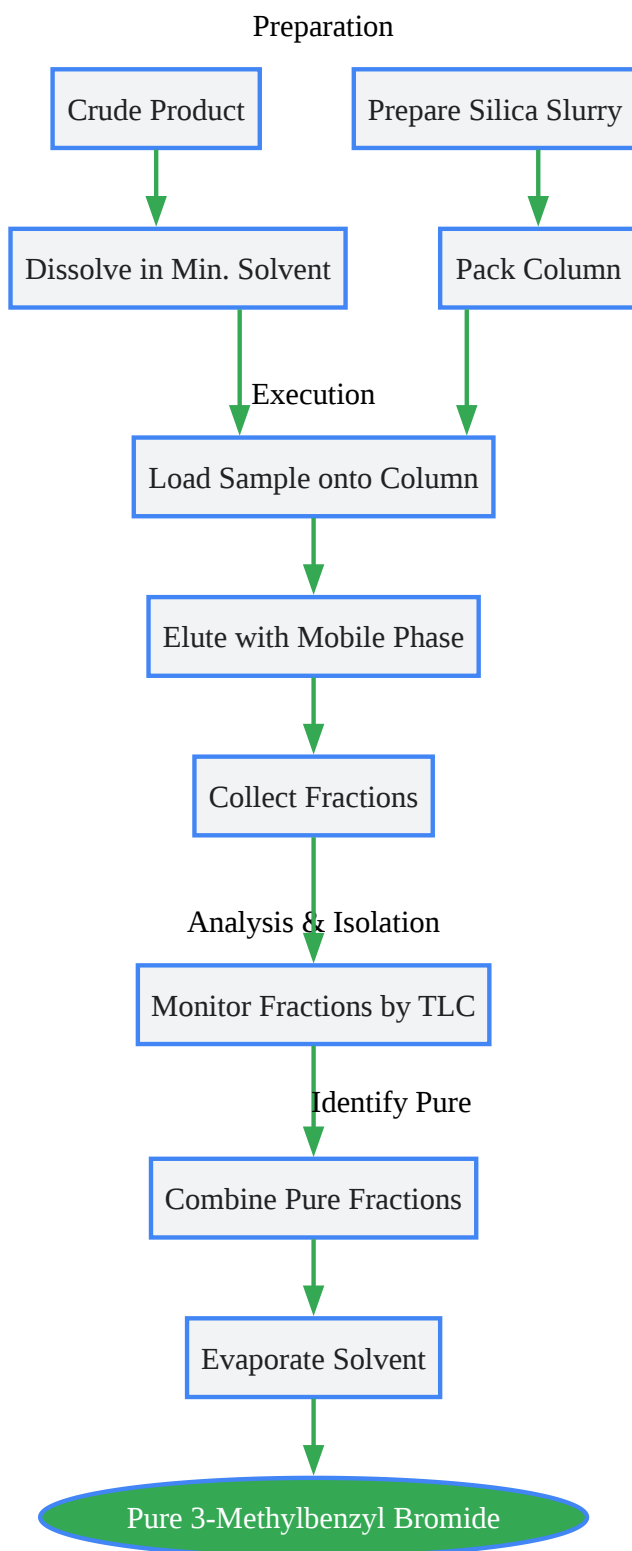 Preparation
Crude Product
Prepare Silica Slurry
Dissolve in Min. Solvent
Pack Column
Execution
Load Sample onto Column
Elute with Mobile Phase
Collect Fractions
Analysis & Isolation
Monitor Fractions by TLC
Identify Pure
Combine Pure Fractions
Evaporate Solvent
Pure 3-Methylbenzyl Bromide